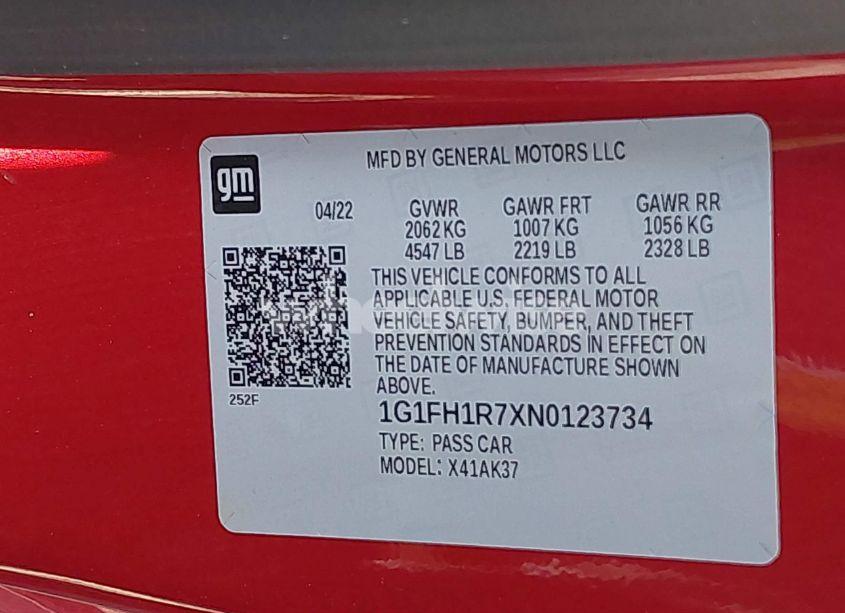 gm
MFD BY GENERAL MOTORS LLC
04/22 GVWR GAWR FRT GAWR RR
2062 KG 1007 KG 1056 KG
4547 LB 2219 LB 2328 LB
THIS VEHICLE CONFORMS TO ALL
APPLICABLE U.S. FEDERAL MOTOR
VEHICLE SAFETY, BUMPER, AND THEFT
PREVENTION STANDARDS IN EFFECT ON
THE DATE OF MANUFACTURE SHOWN
ABOVE.
252F
1G1FH1R7XN0123734
TYPE: PASS CAR
MODEL: X41AK37